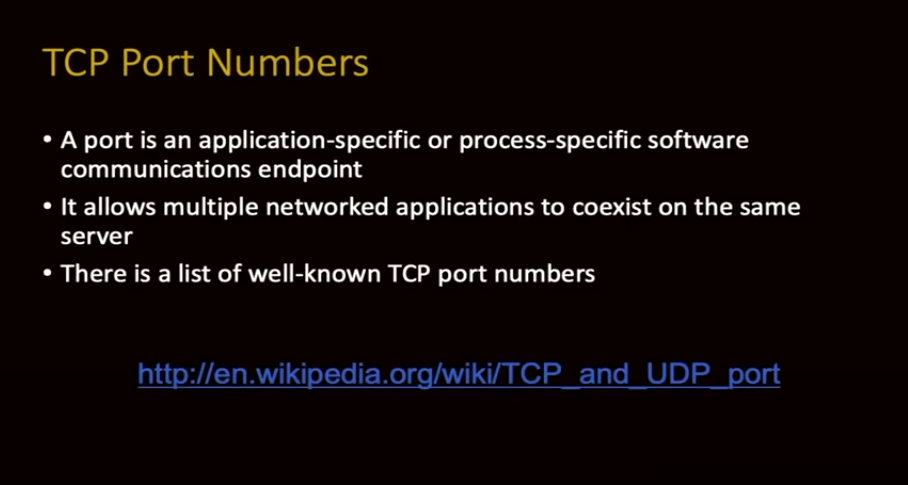 TCP Port Numbers
• A port is an application-specific or process-specific software
communications endpoint
• It allows multiple networked applications to coexist on the same
server
• There is a list of well-known TCP port numbers
http://en.wikipedia.org/wiki/TCP_and_UDP_port